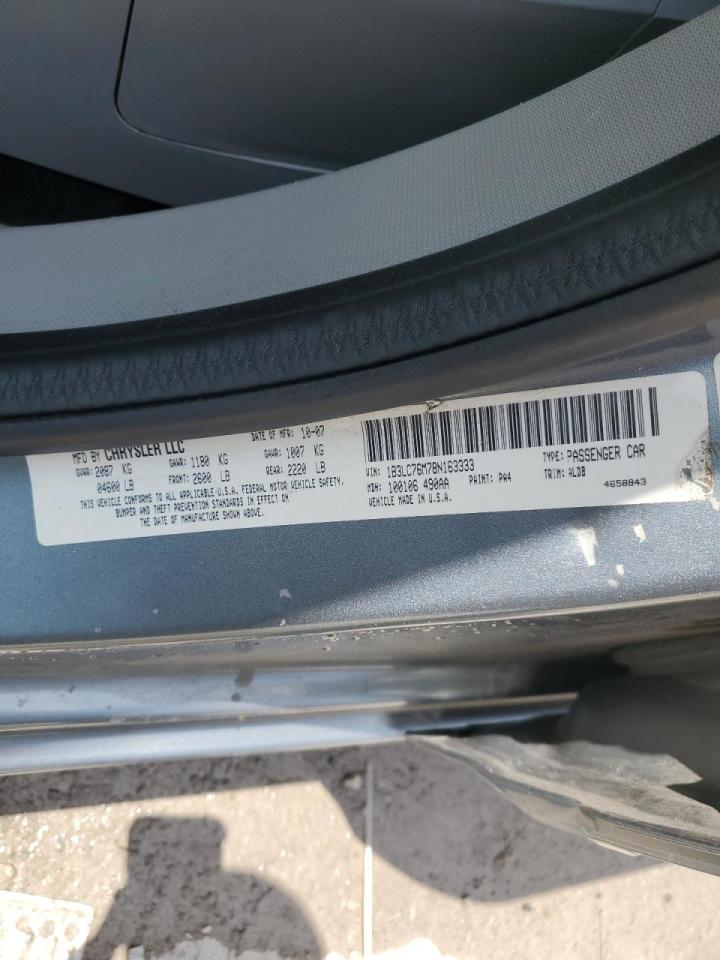 MFD BY CHRYSLER LLC DATE OF MFR: 10-07
GVWR: 2087 KG GAWR: 1180 KG GAWR: 1007 KG
04600 LB FRONT: 2600 LB REAR: 2220 LB
THIS VEHICLE CONFORMS TO ALL APPLICABLE-U.S.A. FEDERAL MOTOR VEHICLE SAFETY,
BUMPER AND THEFT PREVENTION STANDARDS IN EFFECT ON
THE DATE OF MANUFACTURE SHOWN ABOVE.
VIN: 1B3LC76M78N163333 TYPE: PASSENGER CAR
MDH: 100106 490AA PAINT: PA4 TRIM: ALDB
VEHICLE MADE IN U.S.A. 4658843